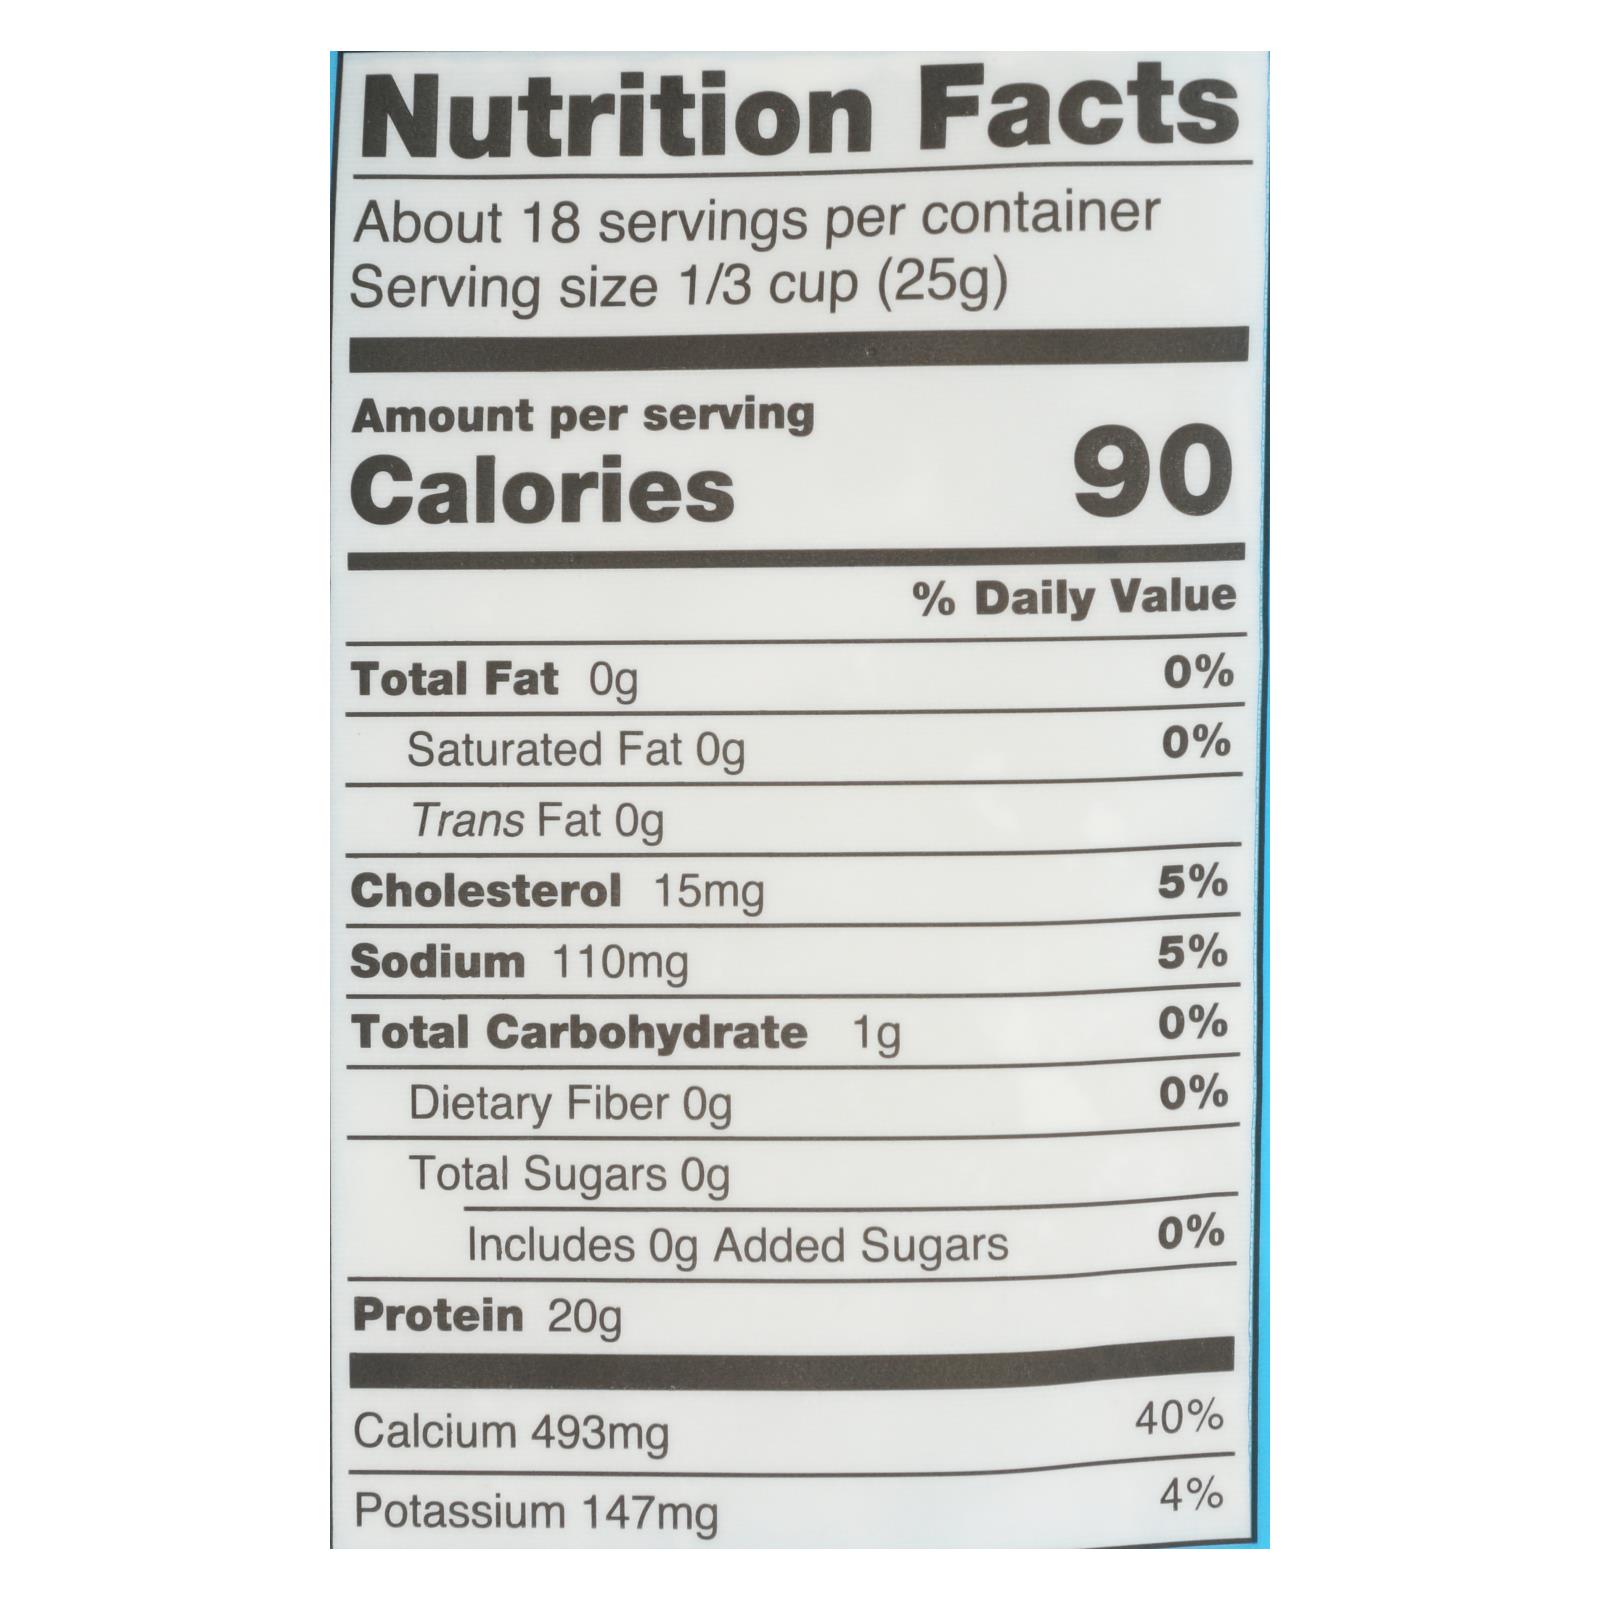 Nutrition Facts
About 18 servings per container
Serving size 1/3 cup (25g)
Amount per serving
Calories 90
% Daily Value
Total Fat 0g 0%
Saturated Fat 0g 0%
Trans Fat 0g
Cholesterol 15mg 5%
Sodium 110mg 5%
Total Carbohydrate 1g 0%
Dietary Fiber 0g 0%
Total Sugars 0g
Includes 0g Added Sugars 0%
Protein 20g
Calcium 493mg 40%
Potassium 147mg 4%